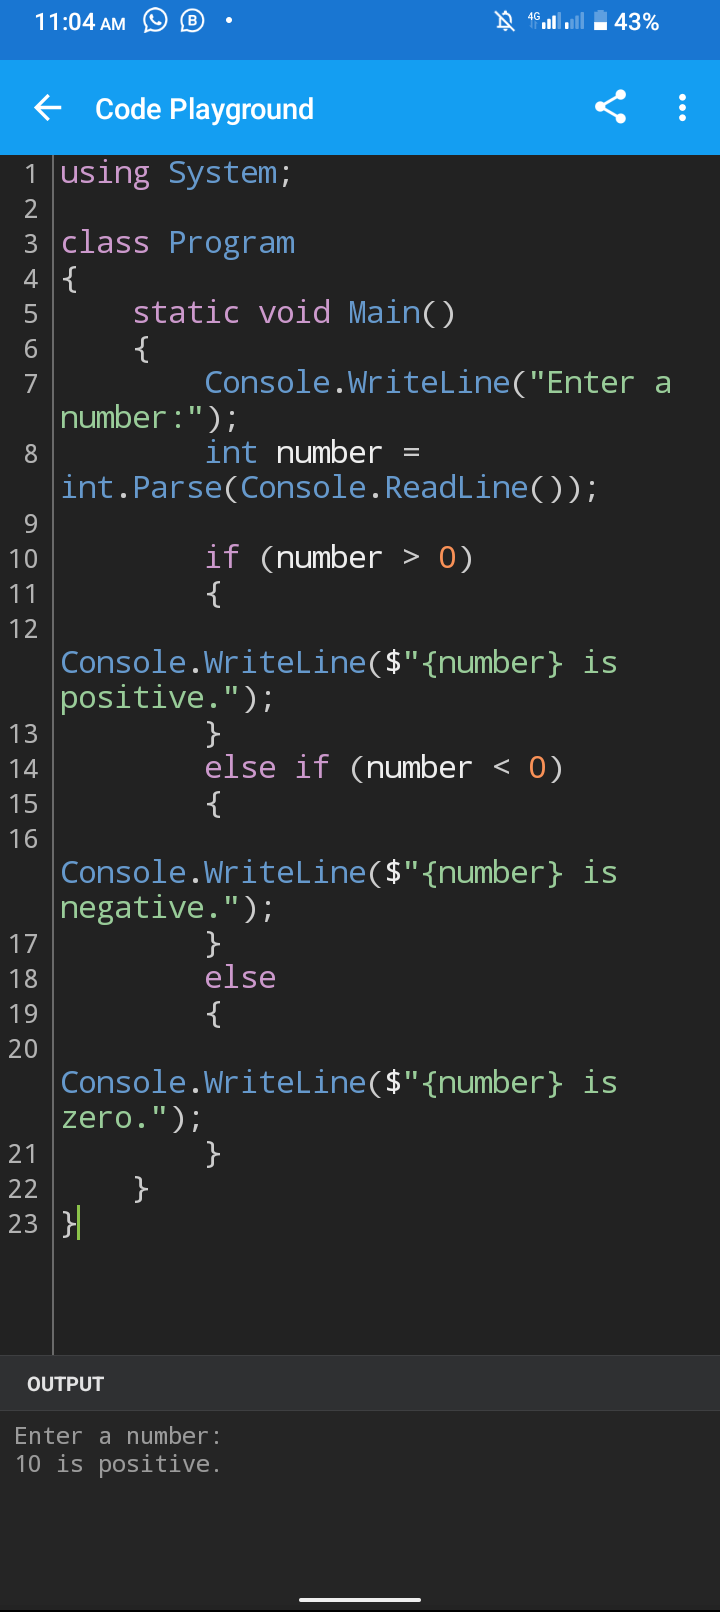 11:04 AM 4G 43%
Code Playground
1 using System;
2
3 class Program
4 {
5     static void Main()
6     {
7         Console.WriteLine("Enter a
number:");
8         int number =
int.Parse(Console.ReadLine());
9
10         if (number > 0)
11         {
12
Console.WriteLine($"{number} is
positive.");
13         }
14         else if (number < 0)
15         {
16
Console.WriteLine($"{number} is
negative.");
17         }
18         else
19         {
20
Console.WriteLine($"{number} is
zero.");
21         }
22     }
23 }
OUTPUT
Enter a number:
10 is positive.